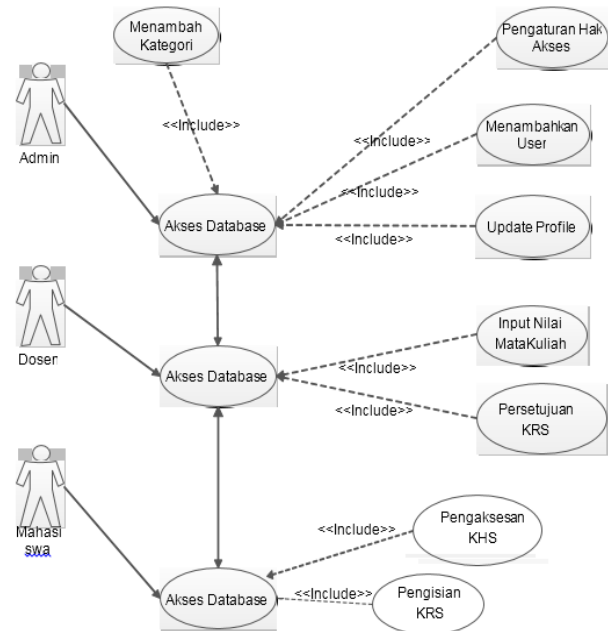 Menambah
Kategori
Pengaturan Hak
Akses
<<Include>>
<<Include>>
Admin
Menambahkan
User
<<Include>>
Akses Database
Update Profile
<<Include>>
Dosen
Input Nilai
MataKuliah
<<Include>>
Akses Database
<<Include>>
Persetujuan
KRS
Mahasi
swa
<<Include>>
Pengaksesan
KHS
Akses Database
<<Include>>
Pengisian
KRS